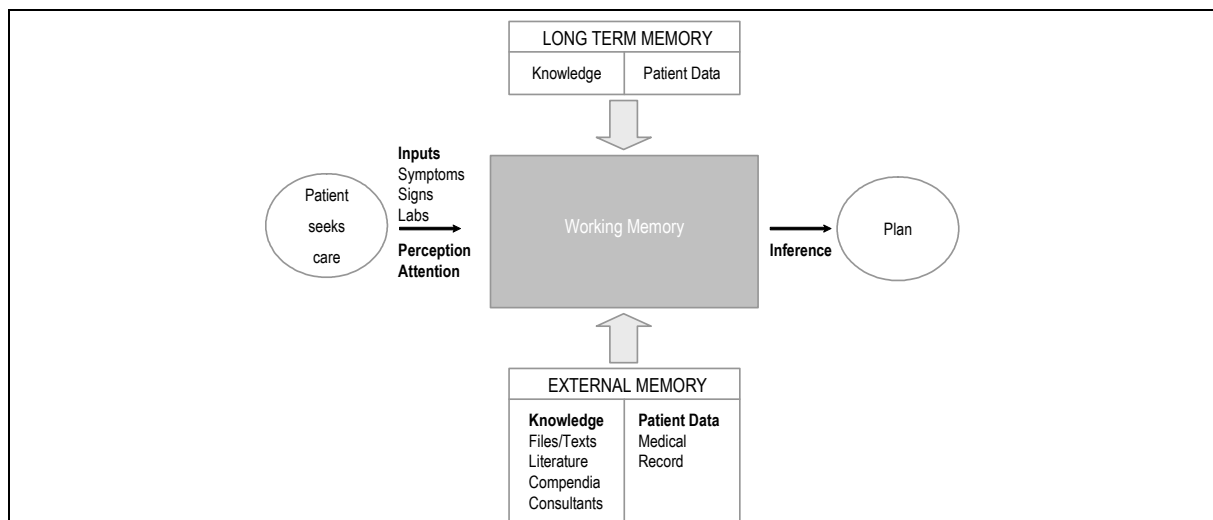 LONG TERM MEMORY
Knowledge
Patient Data
Inputs
Symptoms
Signs
Labs
Perception
Attention
Patient
seeks
care
Working Memory
Inference
Plan
EXTERNAL MEMORY
Knowledge
Files/Texts
Literature
Compendia
Consultants
Patient Data
Medical
Record